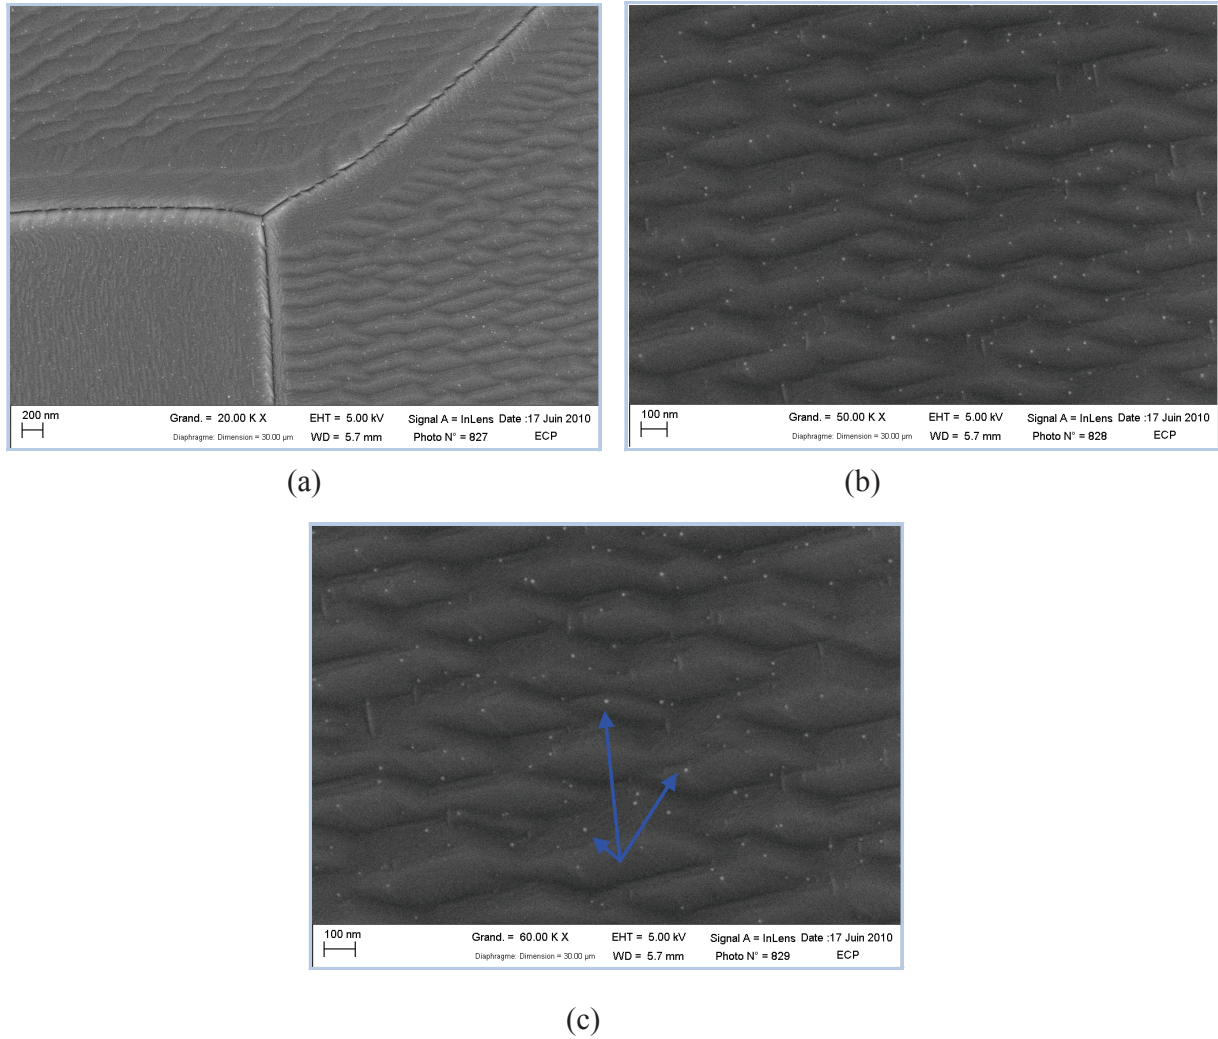 200 nm
Grand. = 20.00 K X EHT = 5.00 kV Signal A = InLens Date :17 Juin 2010
Diaphragme: Dimension = 30.00 µm WD = 5.7 mm Photo N° = 827 ECP
(a)
100 nm
Grand. = 50.00 K X EHT = 5.00 kV Signal A = InLens Date :17 Juin 2010
Diaphragme: Dimension = 30.00 µm WD = 5.7 mm Photo N° = 828 ECP
(b)
100 nm
Grand. = 60.00 K X EHT = 5.00 kV Signal A = InLens Date :17 Juin 2010
Diaphragme: Dimension = 30.00 µm WD = 5.7 mm Photo N° = 829 ECP
(c)